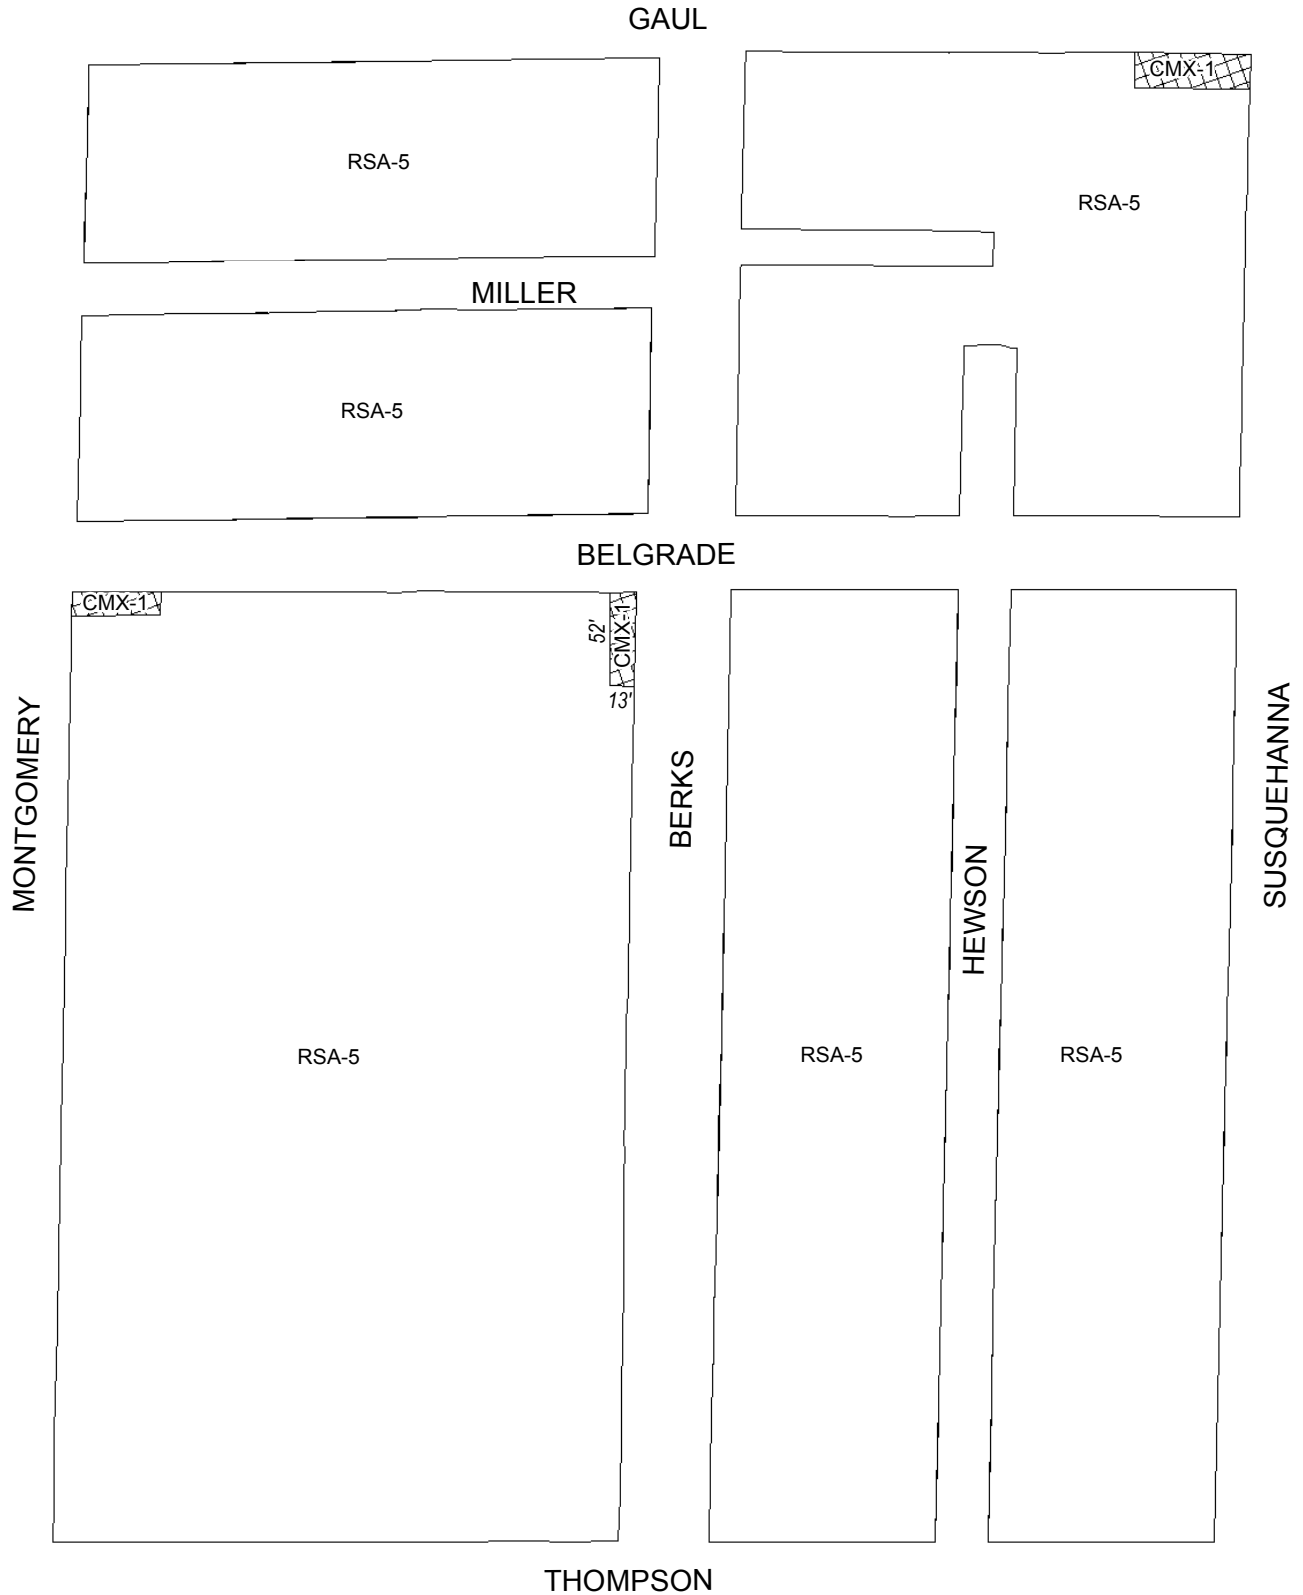 GAUL
CMX-1
RSA-5
RSA-5
MILLER
RSA-5
BELGRADE
CMX-1
CMX-1
52'
13'
MONTGOMERY
BERKS
HEWSON
SUSQUEHANNA
RSA-5
RSA-5
RSA-5
THOMPSON